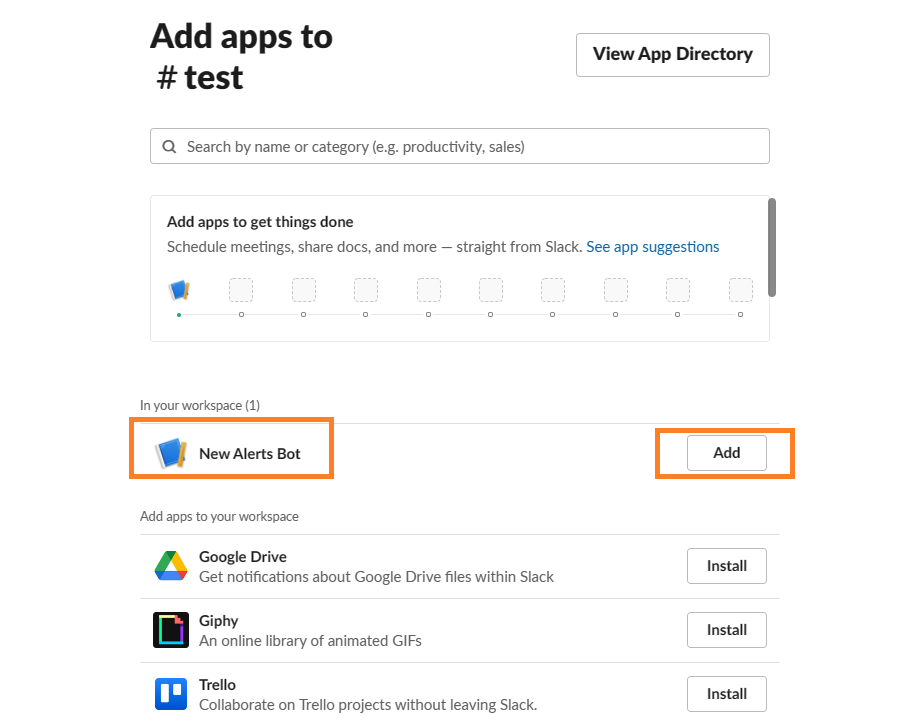 Add apps to
# test
View App Directory
Search by name or category (e.g. productivity, sales)
Add apps to get things done
Schedule meetings, share docs, and more — straight from Slack. See app suggestions
In your workspace (1)
New Alerts Bot
Add
Add apps to your workspace
Google Drive
Get notifications about Google Drive files within Slack
Install
Giphy
An online library of animated GIFs
Install
Trello
Collaborate on Trello projects without leaving Slack.
Install